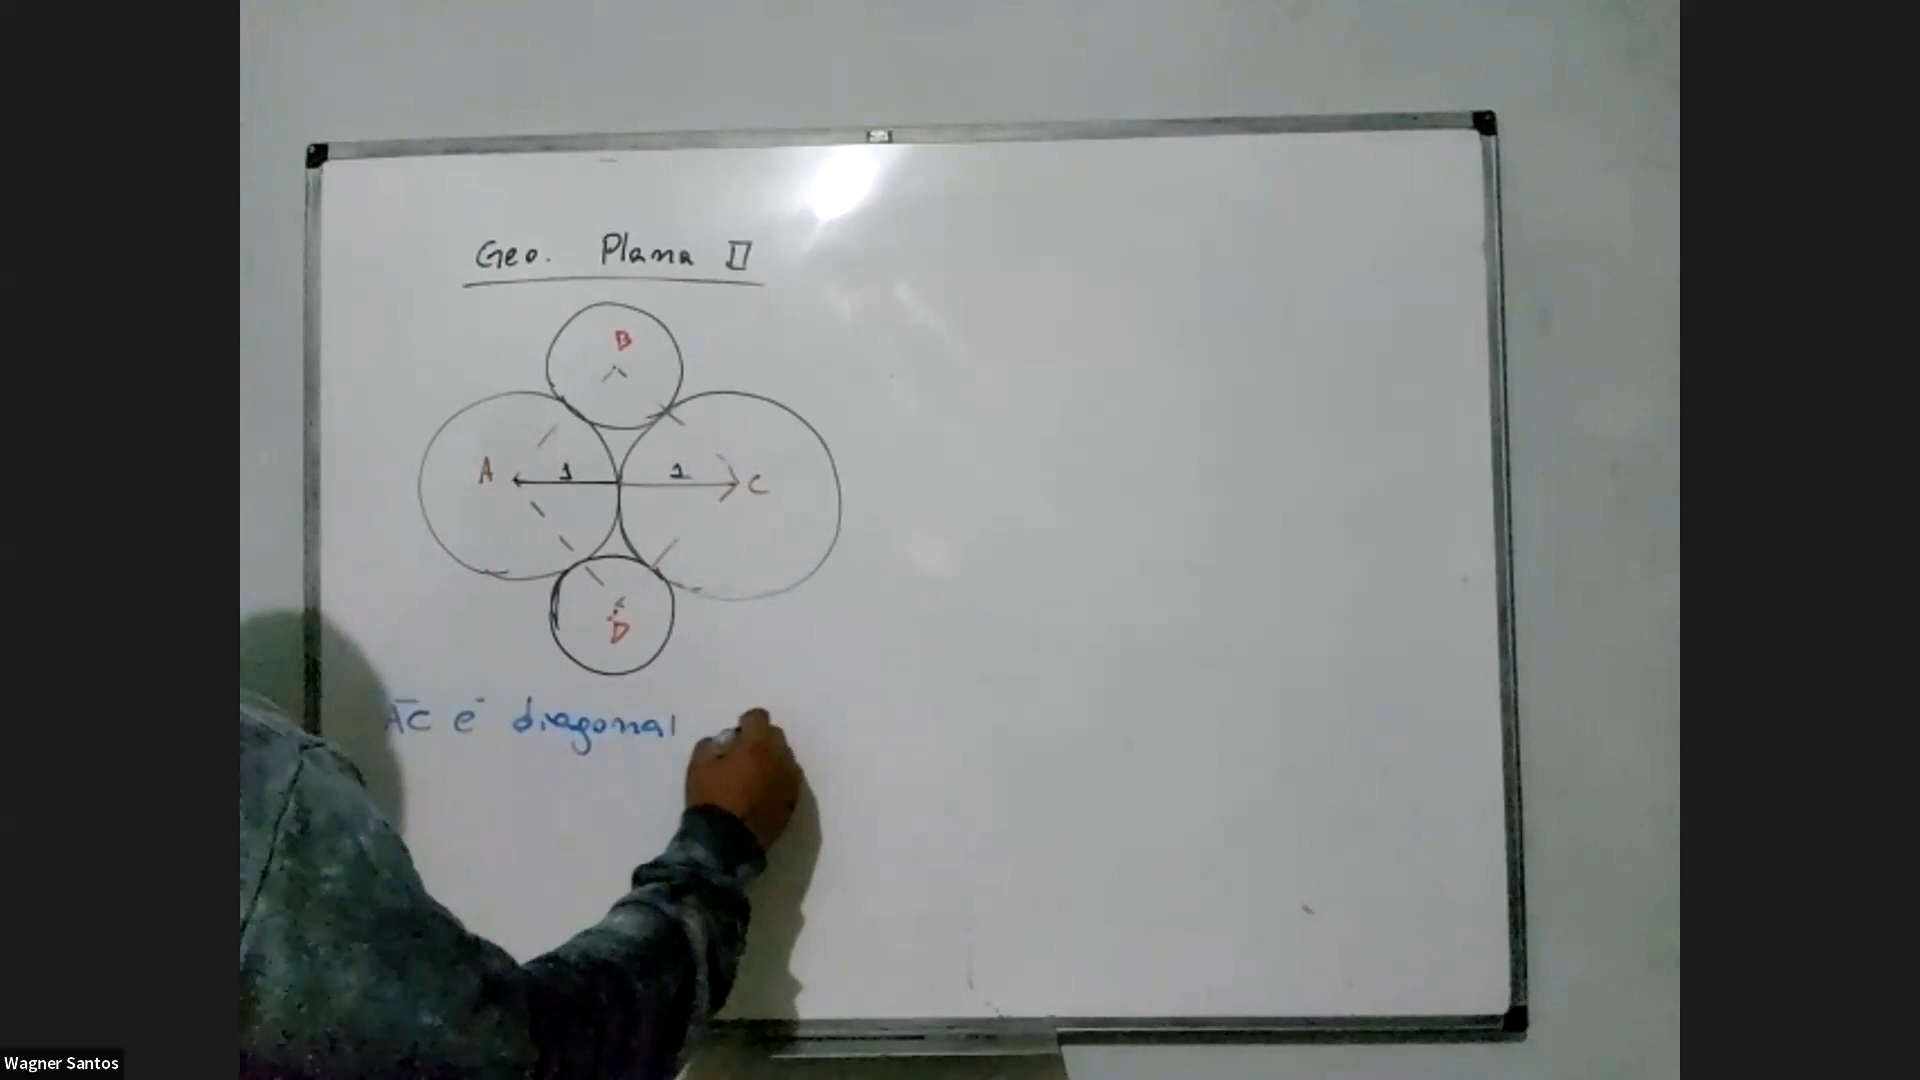 Geo. Plana II
B
A 1 1 C
D
AC é diagonal
Wagner Santos